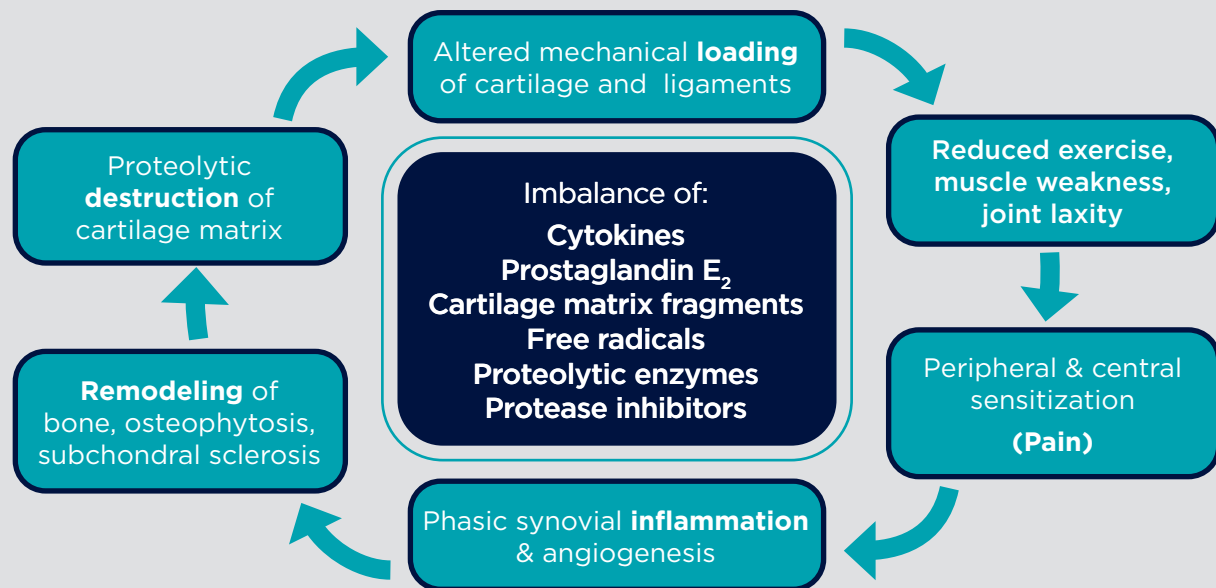 Altered mechanical loading
of cartilage and ligaments
Reduced exercise,
muscle weakness,
joint laxity
Peripheral & central
sensitization
(Pain)
Phasic synovial inflammation
& angiogenesis
Remodeling of
bone, osteophytosis,
subchondral sclerosis
Proteolytic
destruction of
cartilage matrix
Imbalance of:
Cytokines
Prostaglandin E₂
Cartilage matrix fragments
Free radicals
Proteolytic enzymes
Protease inhibitors